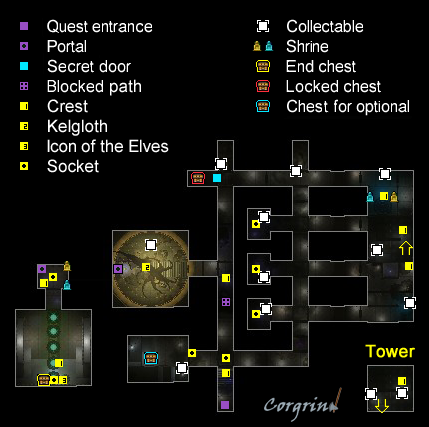 Quest entrance
Portal
Secret door
Blocked path
Crest
Kelgloth
Icon of the Elves
Socket
Collectable
Shrine
End chest
Locked chest
Chest for optional
Tower
Corgrind